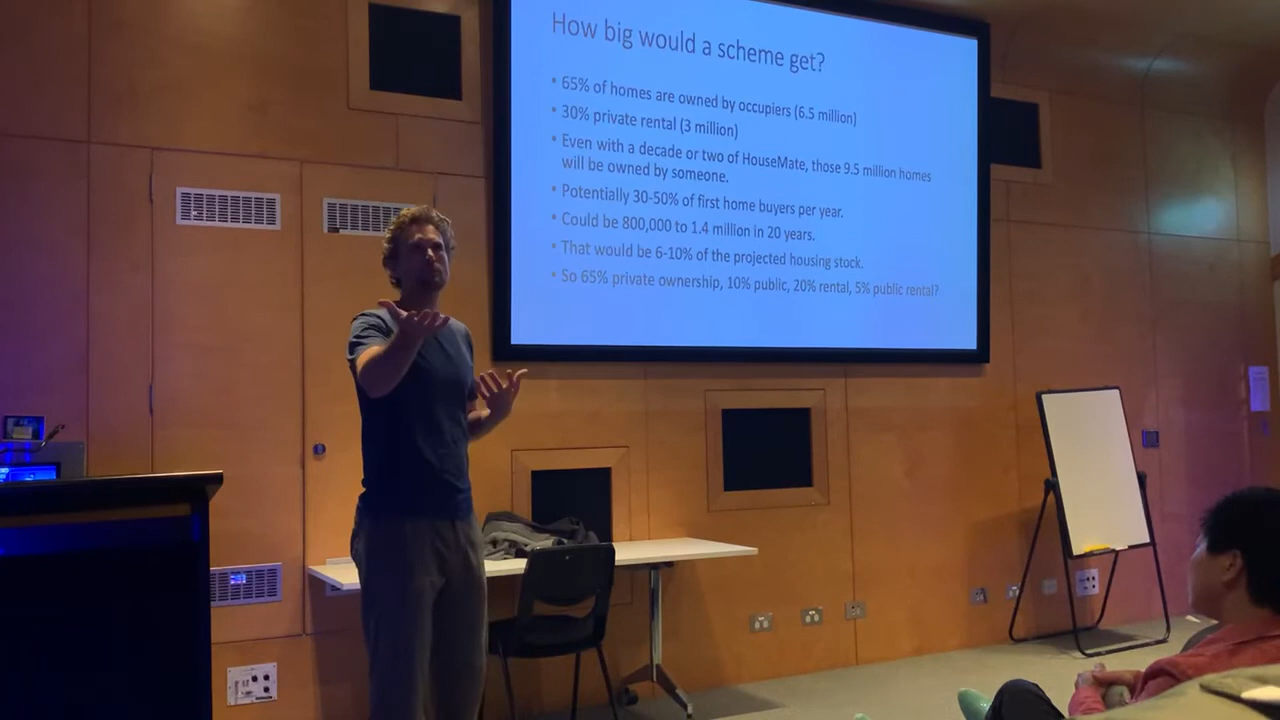 How big would a scheme get?
• 65% of homes are owned by occupiers (6.5 million)
• 30% private rental (3 million)
• Even with a decade or two of HouseMate, those 9.5 million homes
will be owned by someone.
• Potentially 30-50% of first home buyers per year.
• Could be 800,000 to 1.4 million in 20 years.
• That would be 6-10% of the projected housing stock.
• So 65% private ownership, 10% public, 20% rental, 5% public rental?